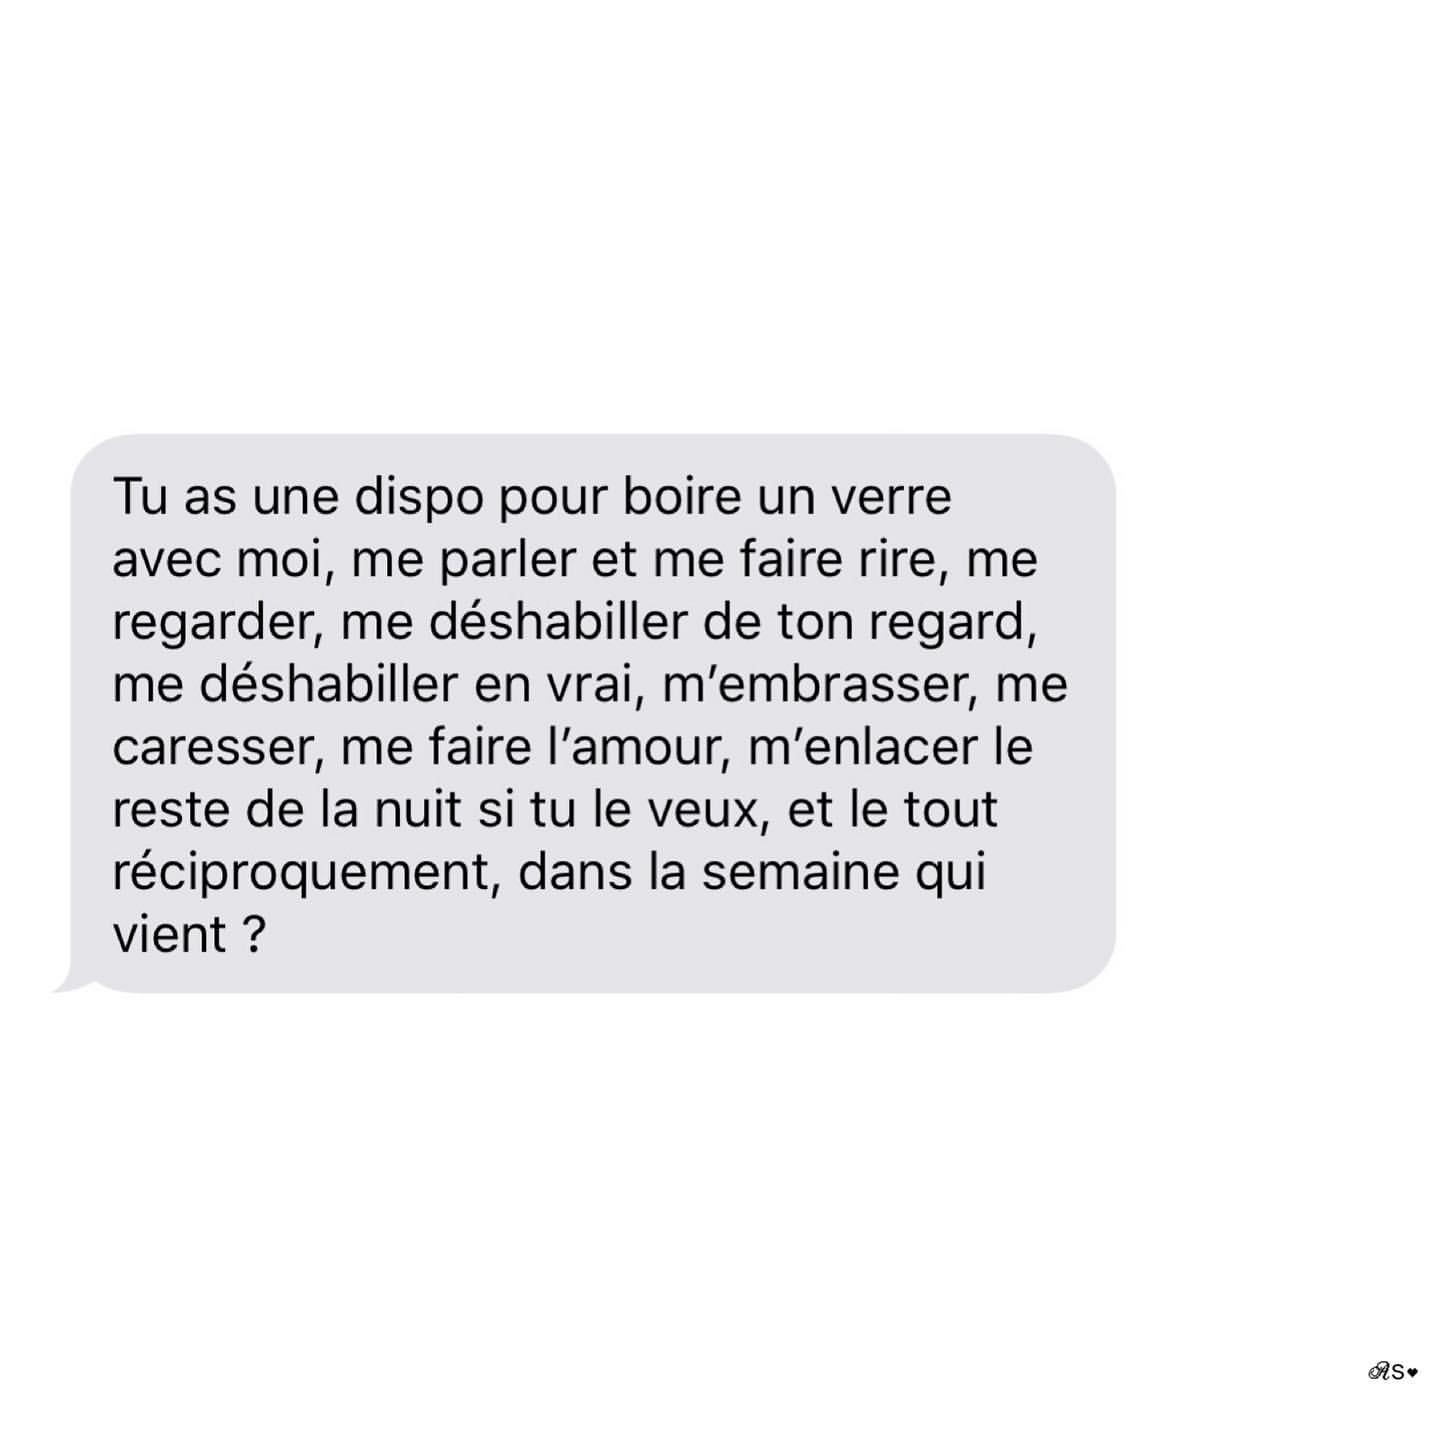 Tu as une dispo pour boire un verre
avec moi, me parler et me faire rire, me
regarder, me déshabiller de ton regard,
me déshabiller en vrai, m’embrasser, me
caresser, me faire l’amour, m’enlacer le
reste de la nuit si tu le veux, et le tout
réciproquement, dans la semaine qui
vient ?
RS♥